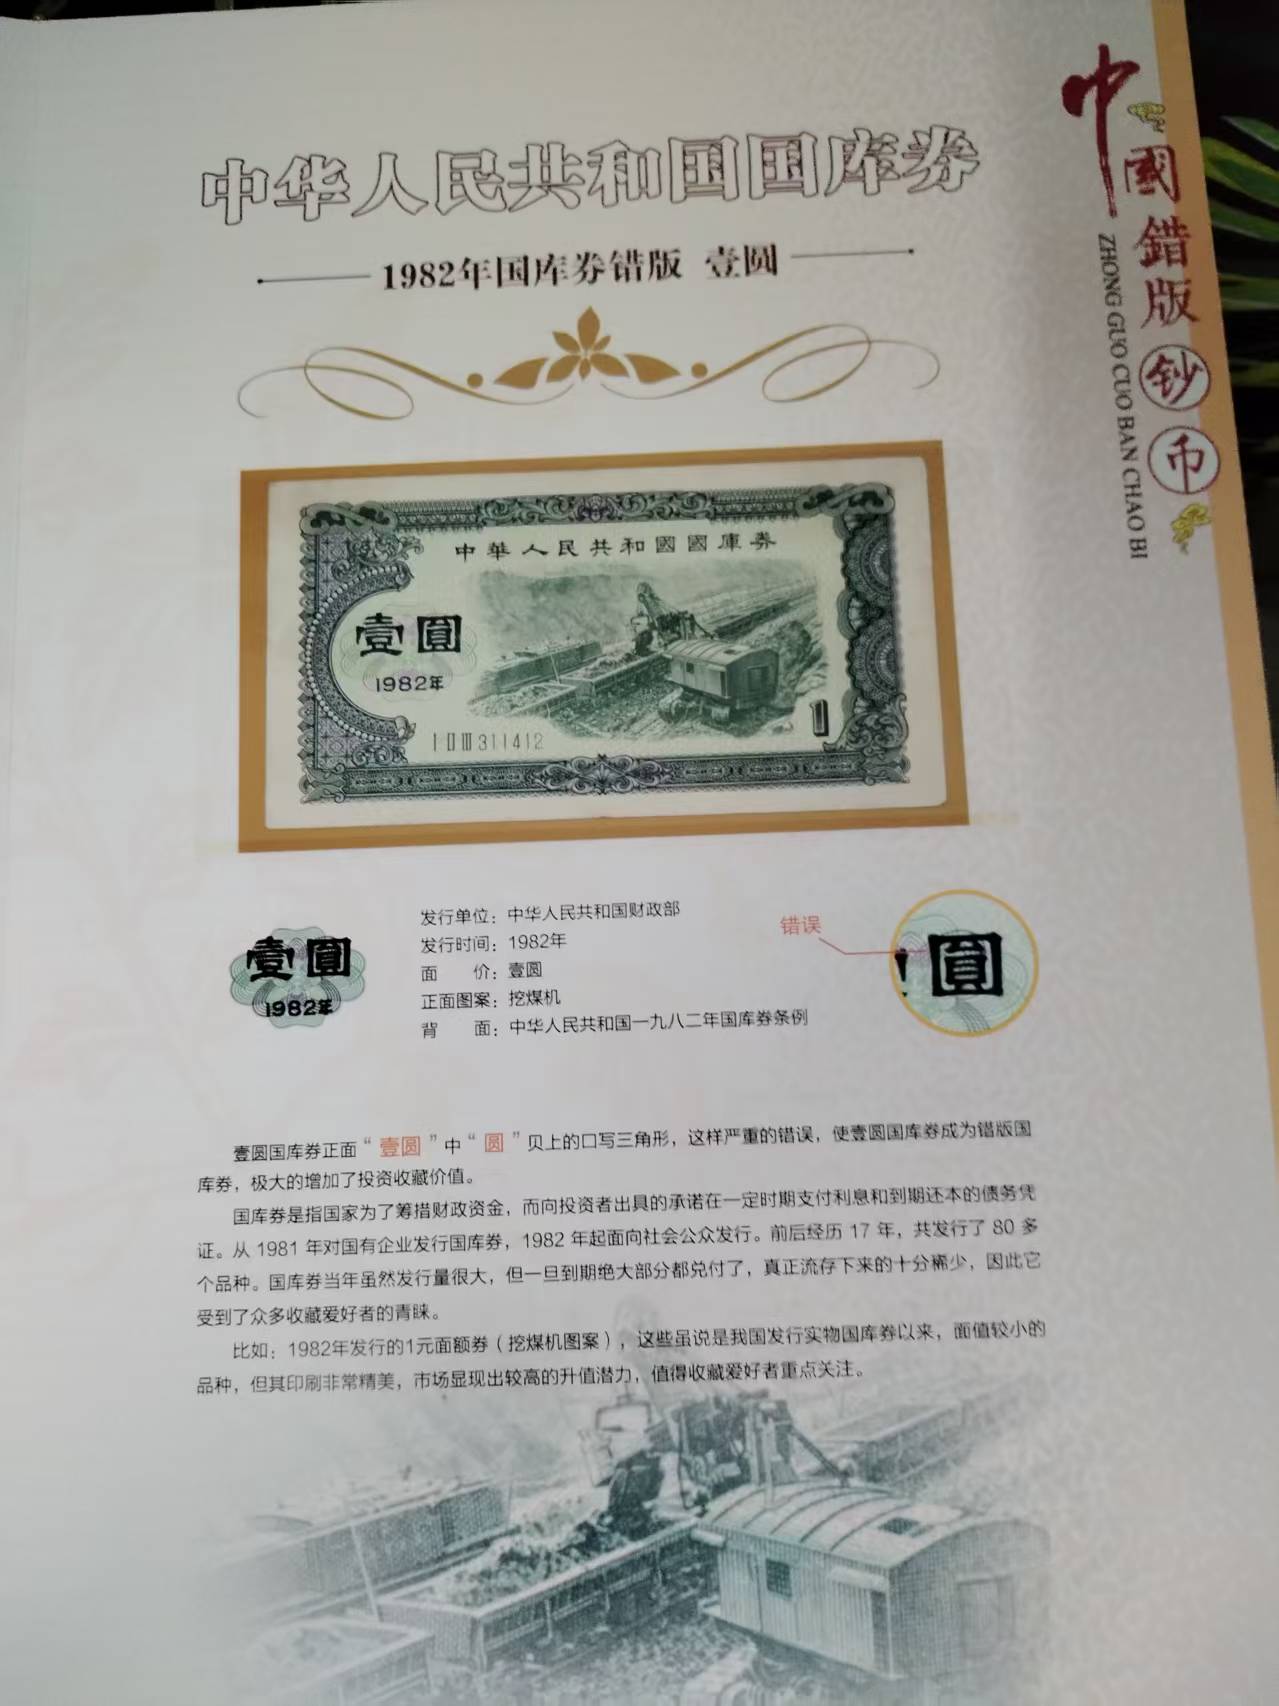 中國錯版鈔币
ZHONG GUO CUO BAN CHAO BI
中华人民共和国国库券
1982年国库券错版 壹圆
中華人民共和國國庫券
壹圓
1982年
I II III 311412
1
壹圓
1982年
发行单位：中华人民共和国财政部
发行时间：1982年
面　　价：壹圆
正面图案：挖煤机
背　　面：中华人民共和国一九八二年国库券条例
错误
圓
壹圆国库券正面“壹圆”中“圆”贝上的口写三角形，这样严重的错误，使壹圆国库券成为错版国
库券，极大的增加了投资收藏价值。
国库券是指国家为了筹措财政资金，而向投资者出具的承诺在一定时期支付利息和到期还本的债务凭
证。从 1981 年对国有企业发行国库券，1982 年起面向社会公众发行。前后经历 17 年，共发行了 80 多
个品种。国库券当年虽然发行量很大，但一旦到期绝大部分都兑付了，真正流存下来的十分稀少，因此它
受到了众多收藏爱好者的青睐。
比如：1982年发行的1元面额券（挖煤机图案），这些虽说是我国发行实物国库券以来，面值较小的
品种，但其印刷非常精美，市场显现出较高的升值潜力，值得收藏爱好者重点关注。